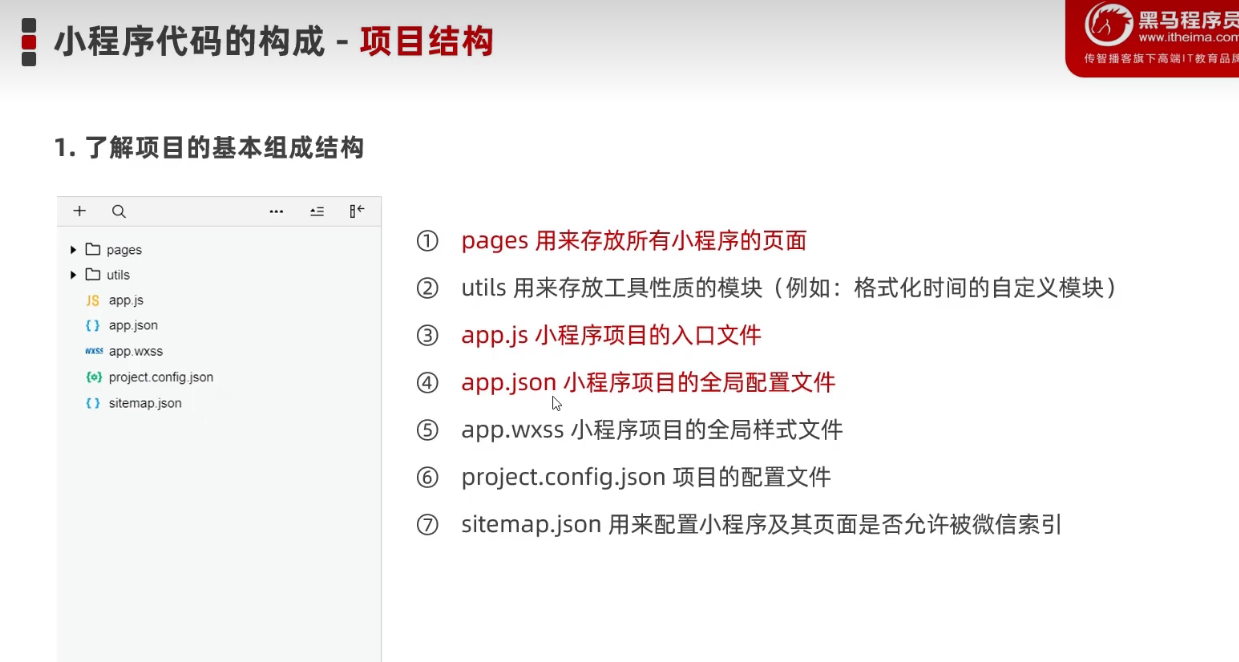 小程序代码的构成 - 项目结构
黑马程序员
www.itheima.com
传智播客旗下高端IT教育品牌
1. 了解项目的基本组成结构
pages
utils
JS app.js
{ } app.json
wxss app.wxss
{o} project.config.json
{ } sitemap.json
① pages 用来存放所有小程序的页面
② utils 用来存放工具性质的模块（例如：格式化时间的自定义模块）
③ app.js 小程序项目的入口文件
④ app.json 小程序项目的全局配置文件
⑤ app.wxss 小程序项目的全局样式文件
⑥ project.config.json 项目的配置文件
⑦ sitemap.json 用来配置小程序及其页面是否允许被微信索引